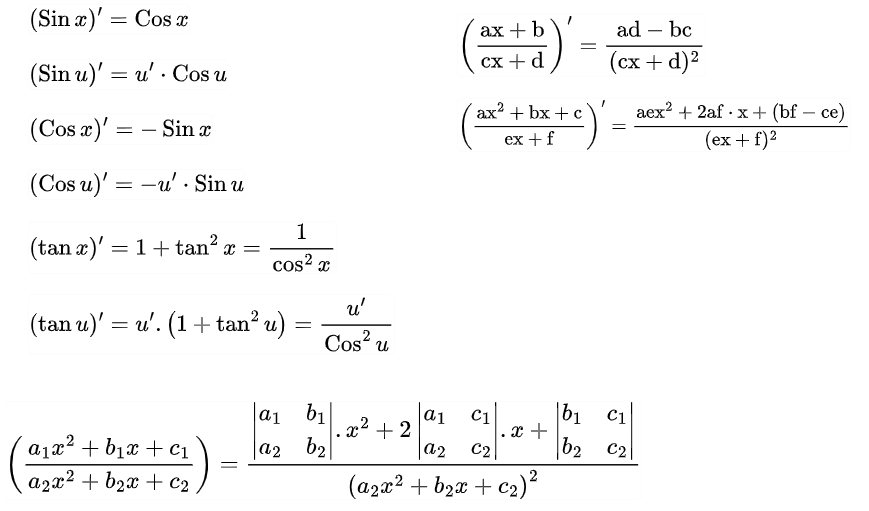 (Sin x)′ = Cos x
(Sin u)′ = u′ · Cos u
(Cos x)′ = − Sin x
(Cos u)′ = −u′ · Sin u
(tan x)′ = 1 + tan² x = 1 / cos² x
(tan u)′ = u′. (1 + tan² u) = u′ / Cos² u
((ax + b) / (cx + d))′ = (ad − bc) / (cx + d)²
((ax² + bx + c) / (ex + f))′ = (aex² + 2af · x + (bf − ce)) / (ex + f)²
((a₁x² + b₁x + c₁) / (a₂x² + b₂x + c₂)) = (|a₁ b₁; a₂ b₂| . x² + 2 |a₁ c₁; a₂ c₂| . x + |b₁ c₁; b₂ c₂|) / (a₂x² + b₂x + c₂)²